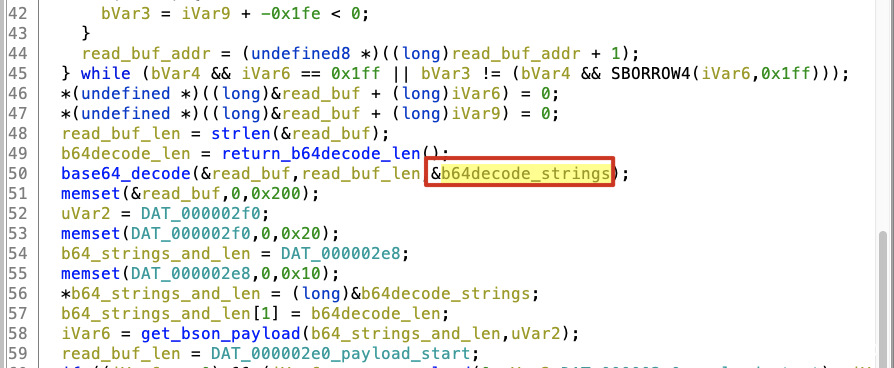 42 bVar3 = iVar9 + -0x1fe < 0;
43 }
44 read_buf_addr = (undefined8 *)((long)read_buf_addr + 1);
45 } while (bVar4 && iVar6 == 0x1ff || bVar3 != (bVar4 && SBORROW4(iVar6,0x1ff)));
46 *(undefined *)((long)&read_buf + (long)iVar6) = 0;
47 *(undefined *)((long)&read_buf + (long)iVar9) = 0;
48 read_buf_len = strlen(&read_buf);
49 b64decode_len = return_b64decode_len();
50 base64_decode(&read_buf,read_buf_len,&b64decode_strings);
51 memset(&read_buf,0,0x200);
52 uVar2 = DAT_000002f0;
53 memset(DAT_000002f0,0,0x20);
54 b64_strings_and_len = DAT_000002e8;
55 memset(DAT_000002e8,0,0x10);
56 *b64_strings_and_len = (long)&b64decode_strings;
57 b64_strings_and_len[1] = b64decode_len;
58 iVar6 = get_bson_payload(b64_strings_and_len,uVar2);
59 read_buf_len = DAT_000002e0_payload_start;